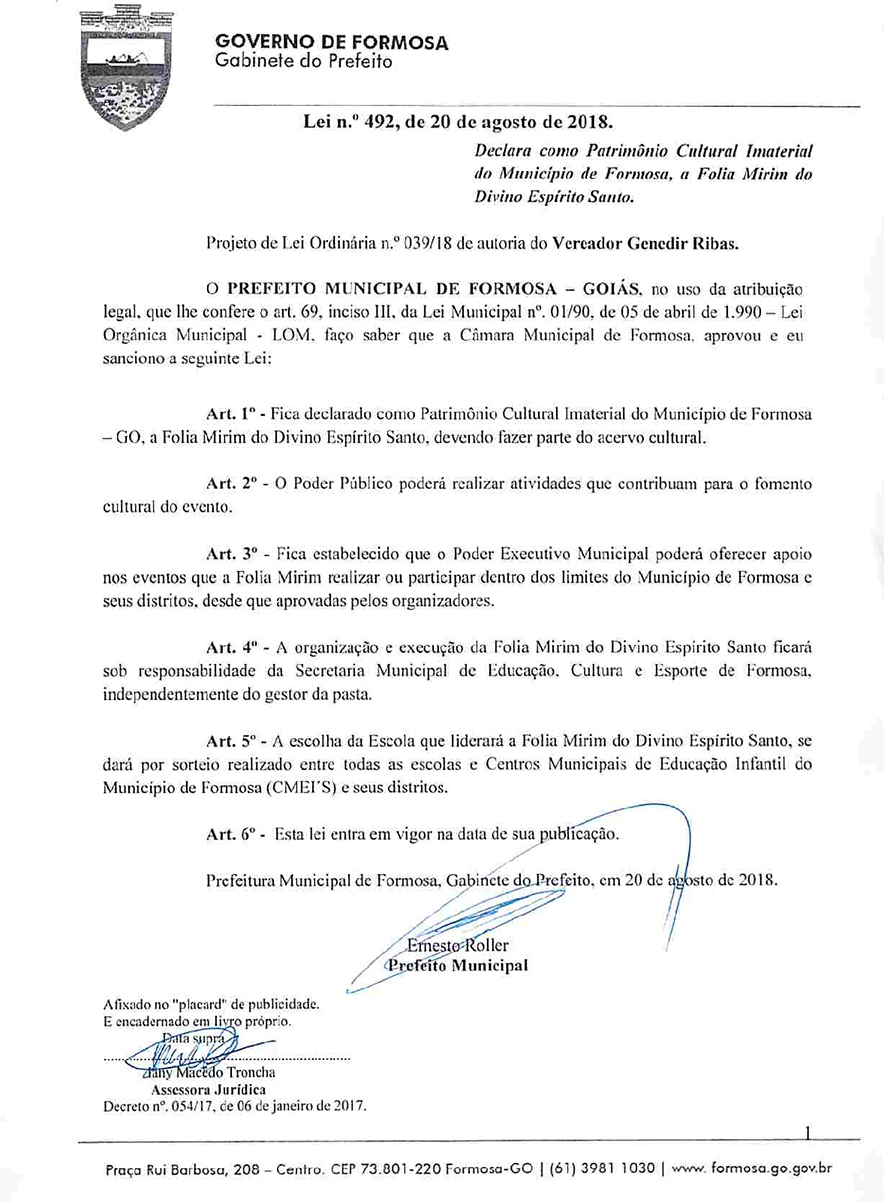 GOVERNO DE FORMOSA
Gabinete do Prefeito
Lei n.º 492, de 20 de agosto de 2018.
Declara como Patrimônio Cultural Imaterial
do Município de Formosa, a Folia Mirim do
Divino Espírito Santo.
Projeto de Lei Ordinária n.º 039/18 de autoria do Vereador Genedir Ribas.
O PREFEITO MUNICIPAL DE FORMOSA – GOIÁS, no uso da atribuição
legal, que lhe confere o art. 69, inciso III, da Lei Municipal nº. 01/90, de 05 de abril de 1.990 – Lei
Orgânica Municipal - LOM, faço saber que a Câmara Municipal de Formosa, aprovou e eu
sanciono a seguinte Lei:
Art. 1º - Fica declarado como Patrimônio Cultural Imaterial do Município de Formosa
– GO, a Folia Mirim do Divino Espírito Santo, devendo fazer parte do acervo cultural.
Art. 2º - O Poder Público poderá realizar atividades que contribuam para o fomento
cultural do evento.
Art. 3º - Fica estabelecido que o Poder Executivo Municipal poderá oferecer apoio
nos eventos que a Folia Mirim realizar ou participar dentro dos limites do Município de Formosa e
seus distritos, desde que aprovadas pelos organizadores.
Art. 4º - A organização e execução da Folia Mirim do Divino Espírito Santo ficará
sob responsabilidade da Secretaria Municipal de Educação, Cultura e Esporte de Formosa,
independentemente do gestor da pasta.
Art. 5º - A escolha da Escola que liderará a Folia Mirim do Divino Espírito Santo, se
dará por sorteio realizado entre todas as escolas e Centros Municipais de Educação Infantil do
Município de Formosa (CMEI'S) e seus distritos.
Art. 6º - Esta lei entra em vigor na data de sua publicação.
Prefeitura Municipal de Formosa, Gabinete do Prefeito, em 20 de agosto de 2018.
Ernesto Roller
Prefeito Municipal
Afixado no "placard" de publicidade.
E encadernado em livro próprio.
Data supra
Macêdo Troncha
Assessora Jurídica
Decreto nº. 054/17, de 06 de janeiro de 2017.
1
Praça Rui Barbosa, 208 – Centro. CEP 73.801-220 Formosa-GO | (61) 3981 1030 | www. formosa.go.gov.br